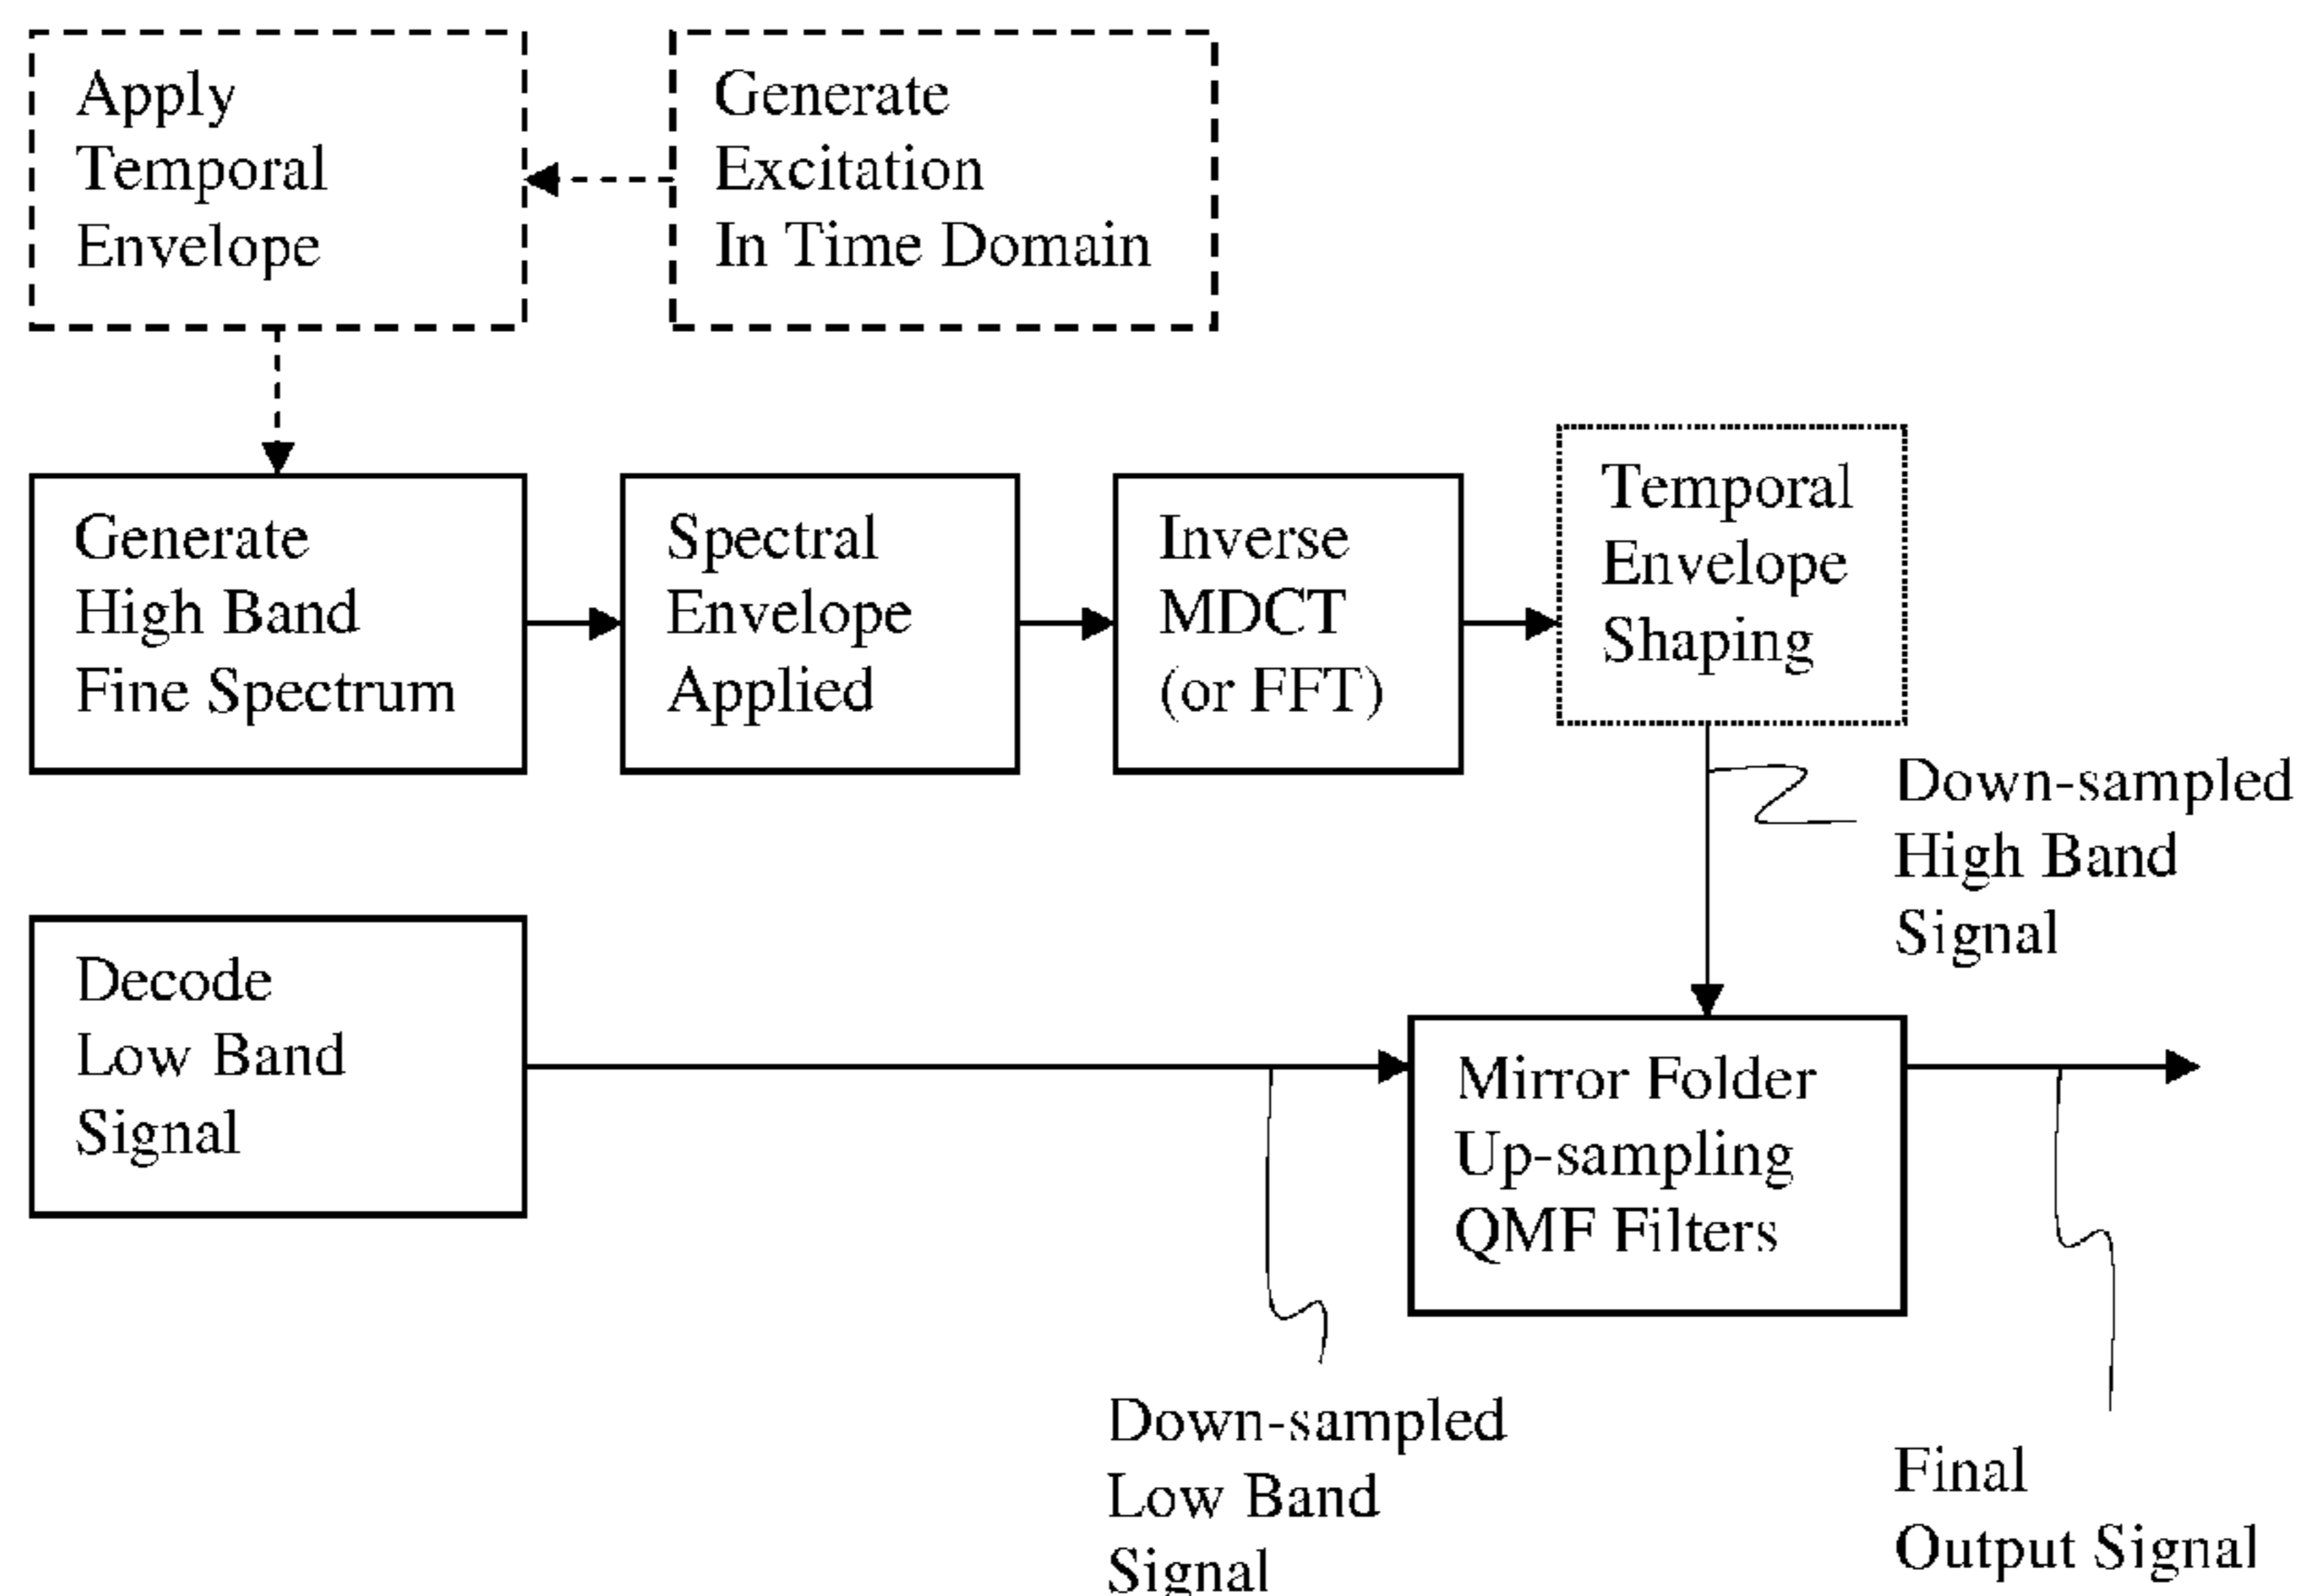 Apply
Temporal
Envelope
Generate
Excitation
In Time Domain
Generate
High Band
Fine Spectrum
Spectral
Envelope
Applied
Inverse
MDCT
(or FFT)
Temporal
Envelope
Shaping
Down-sampled
High Band
Signal
Decode
Low Band
Signal
Mirror Folder
Up-sampling
QMF Filters
Down-sampled
Low Band
Signal
Final
Output Signal